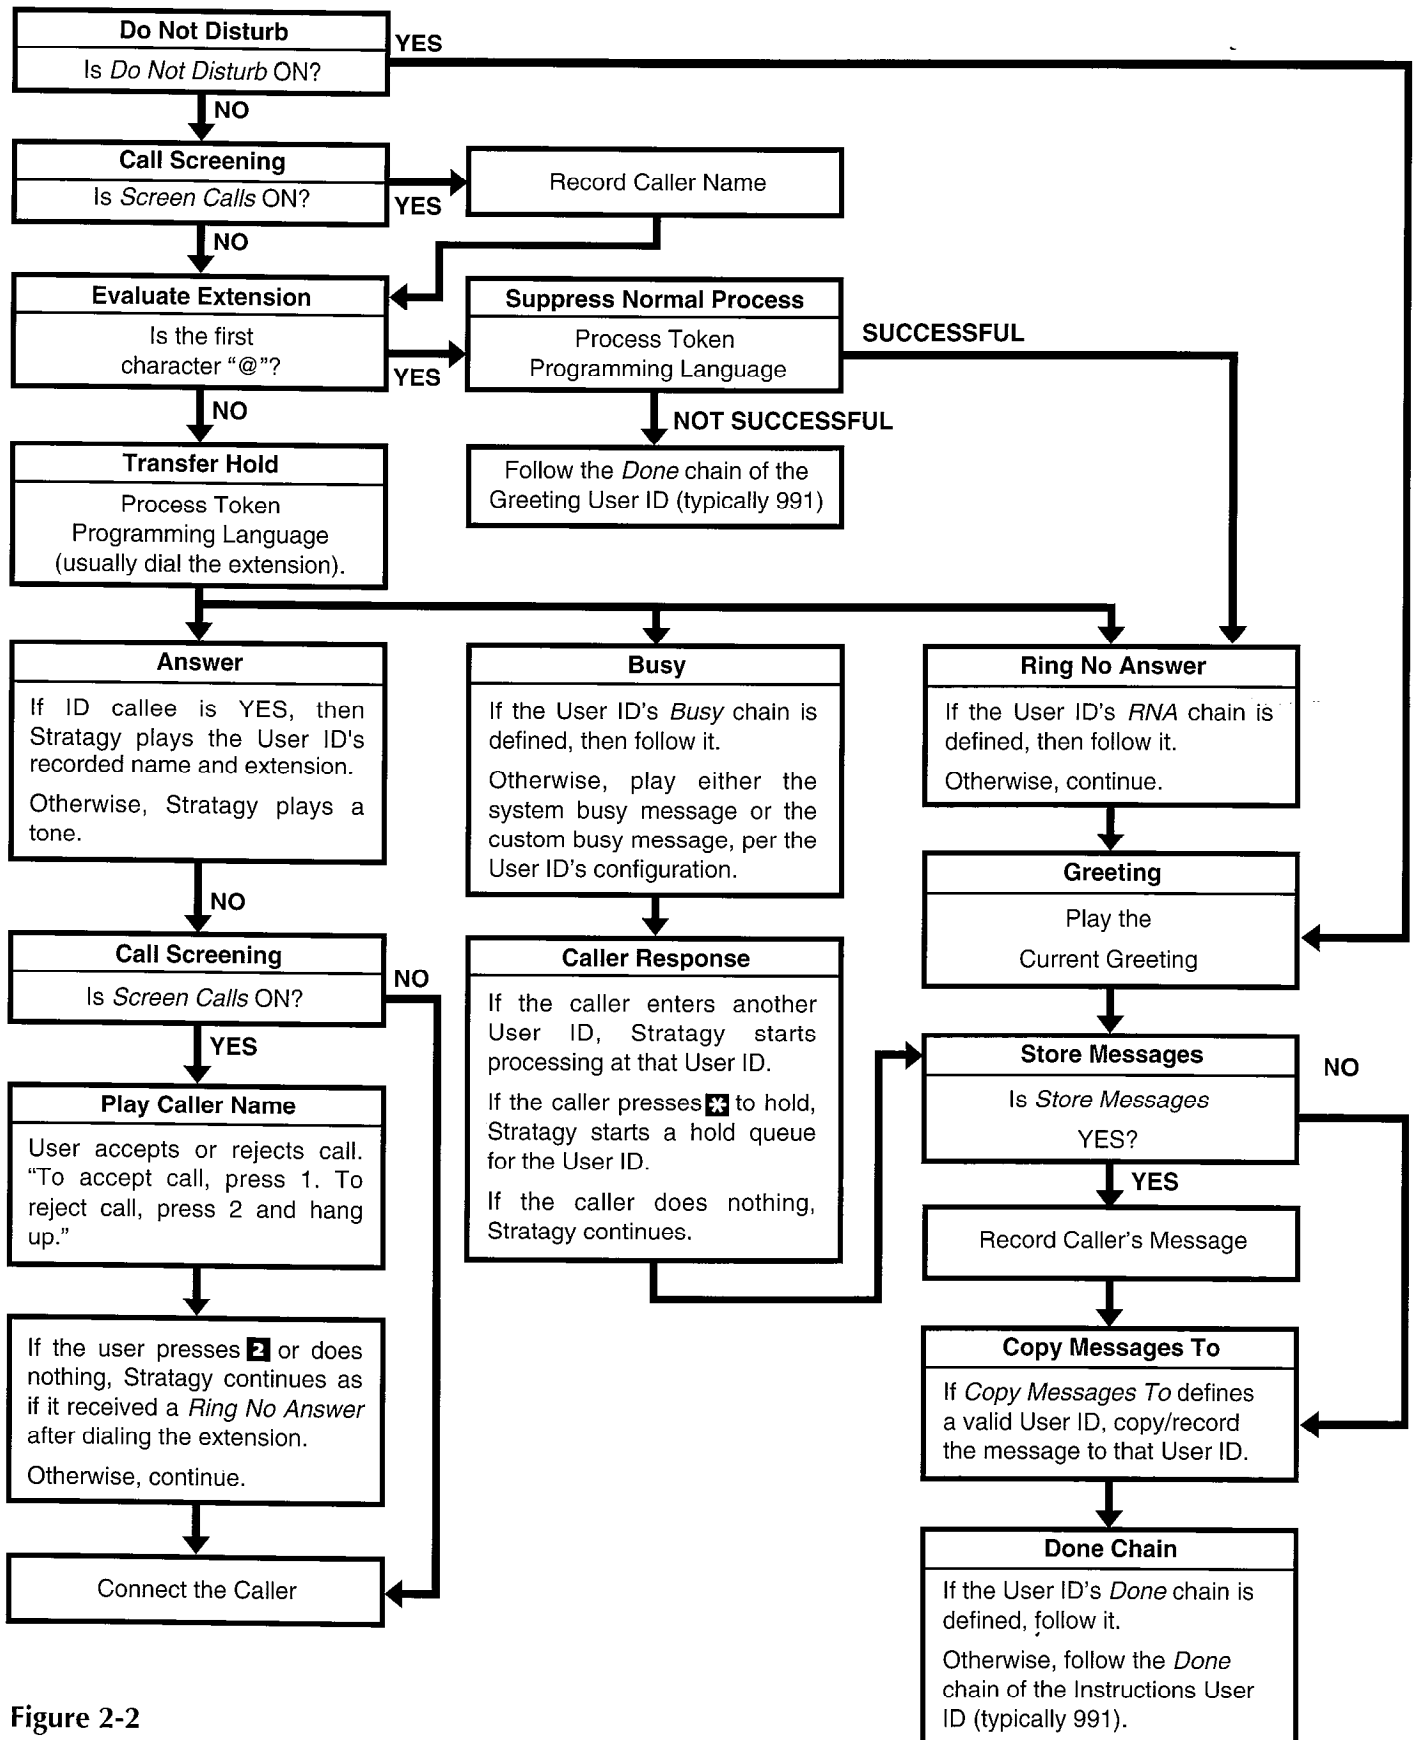 Do Not Disturb
Is Do Not Disturb ON?
YES
NO
Call Screening
Is Screen Calls ON?
YES
Record Caller Name
NO
Evaluate Extension
Is the first
character “@”?
YES
Suppress Normal Process
Process Token
Programming Language
SUCCESSFUL
NOT SUCCESSFUL
Follow the Done chain of the
Greeting User ID (typically 991)
NO
Transfer Hold
Process Token
Programming Language
(usually dial the extension).
Answer
If ID callee is YES, then
Stratagy plays the User ID's
recorded name and extension.
Otherwise, Stratagy plays a
tone.
NO
Call Screening
Is Screen Calls ON?
NO
YES
Play Caller Name
User accepts or rejects call.
“To accept call, press 1. To
reject call, press 2 and hang
up.”
If the user presses 2 or does
nothing, Stratagy continues as
if it received a Ring No Answer
after dialing the extension.
Otherwise, continue.
Connect the Caller
Busy
If the User ID's Busy chain is
defined, then follow it.
Otherwise, play either the
system busy message or the
custom busy message, per the
User ID's configuration.
Caller Response
If the caller enters another
User ID, Stratagy starts
processing at that User ID.
If the caller presses * to hold,
Stratagy starts a hold queue
for the User ID.
If the caller does nothing,
Stratagy continues.
Ring No Answer
If the User ID's RNA chain is
defined, then follow it.
Otherwise, continue.
Greeting
Play the
Current Greeting
Store Messages
Is Store Messages
YES?
NO
YES
Record Caller's Message
Copy Messages To
If Copy Messages To defines
a valid User ID, copy/record
the message to that User ID.
Done Chain
If the User ID's Done chain is
defined, follow it.
Otherwise, follow the Done
chain of the Instructions User
ID (typically 991).
Figure 2-2